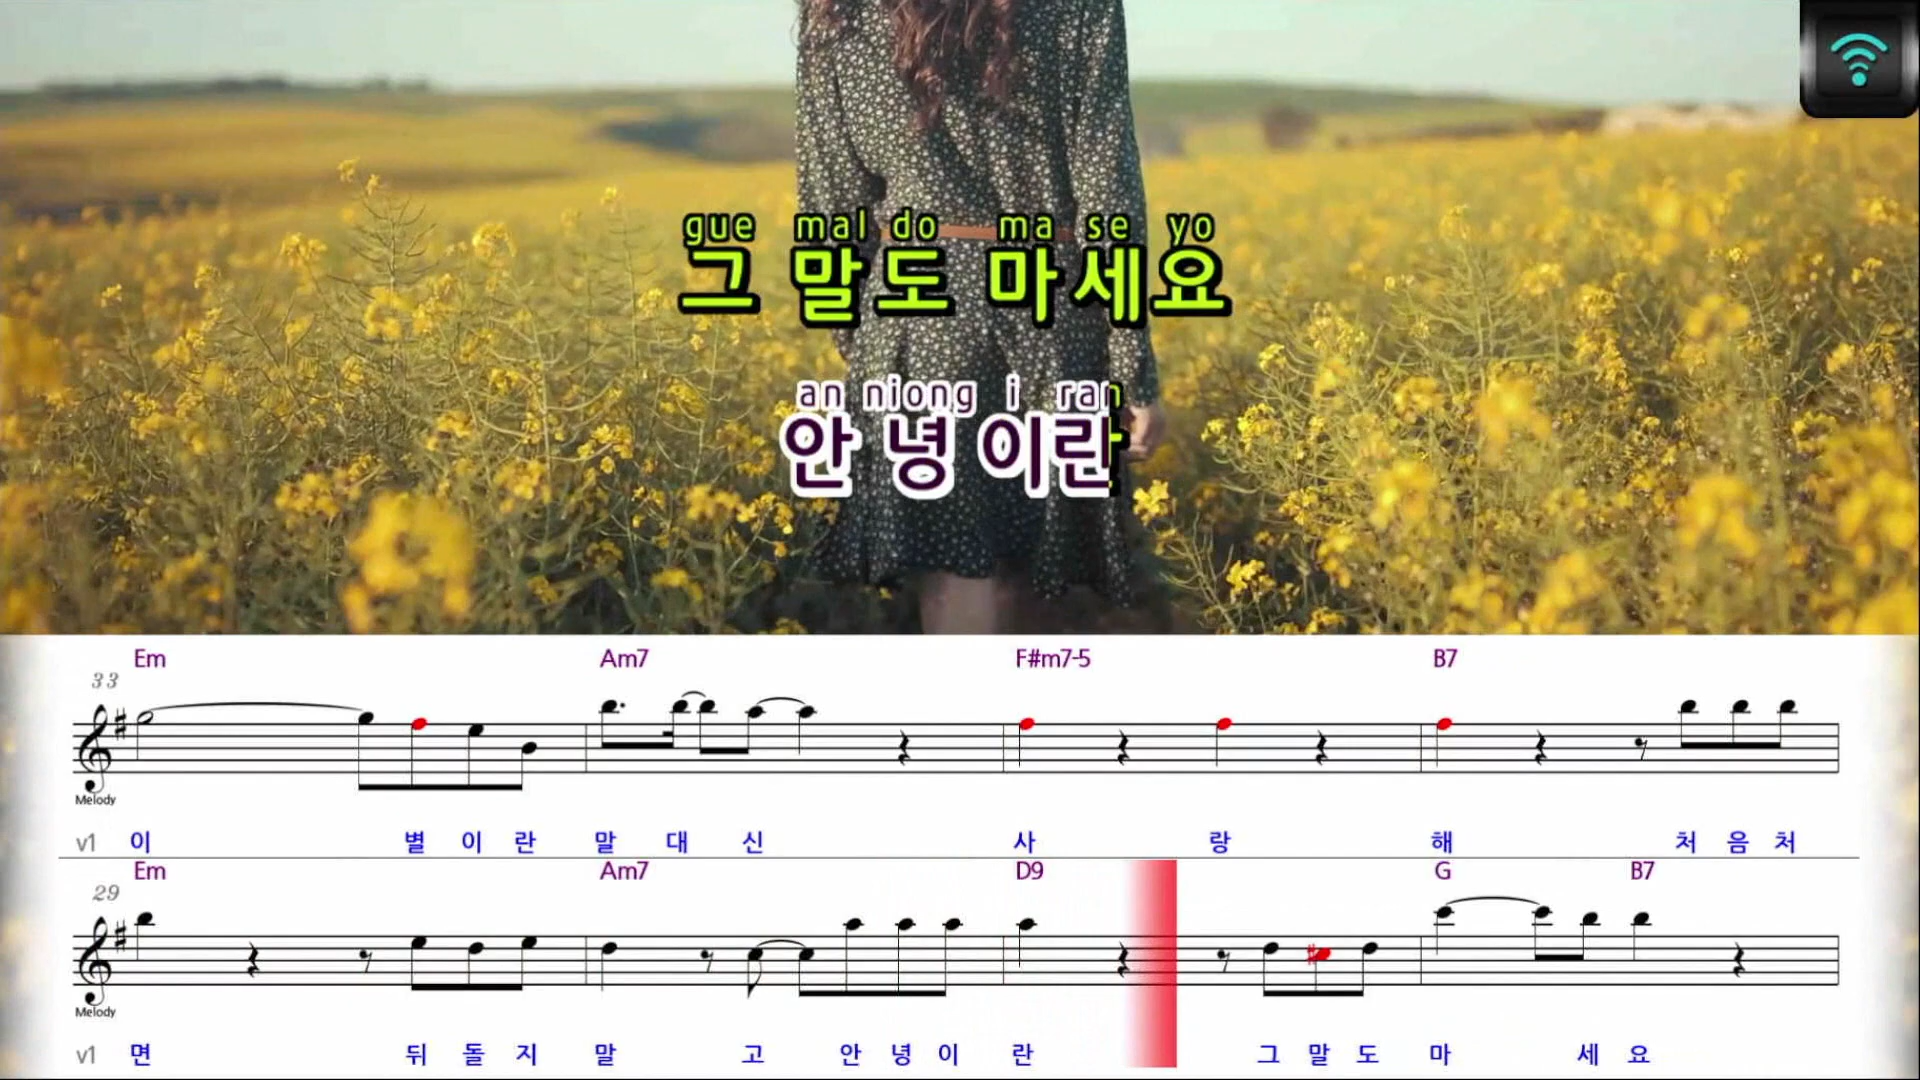 gue mal do ma se yo
그 말도 마세요
an niong i ran
안녕이란
Em Am7 F#m7-5 B7
33
Melody
v1 이 별 이 란 말 대 신 사 랑 해 처 음 처
Em Am7 D9 G B7
29
Melody
v1 면 뒤 돌 지 말 고 안 녕 이 란 그 말 도 마 세 요